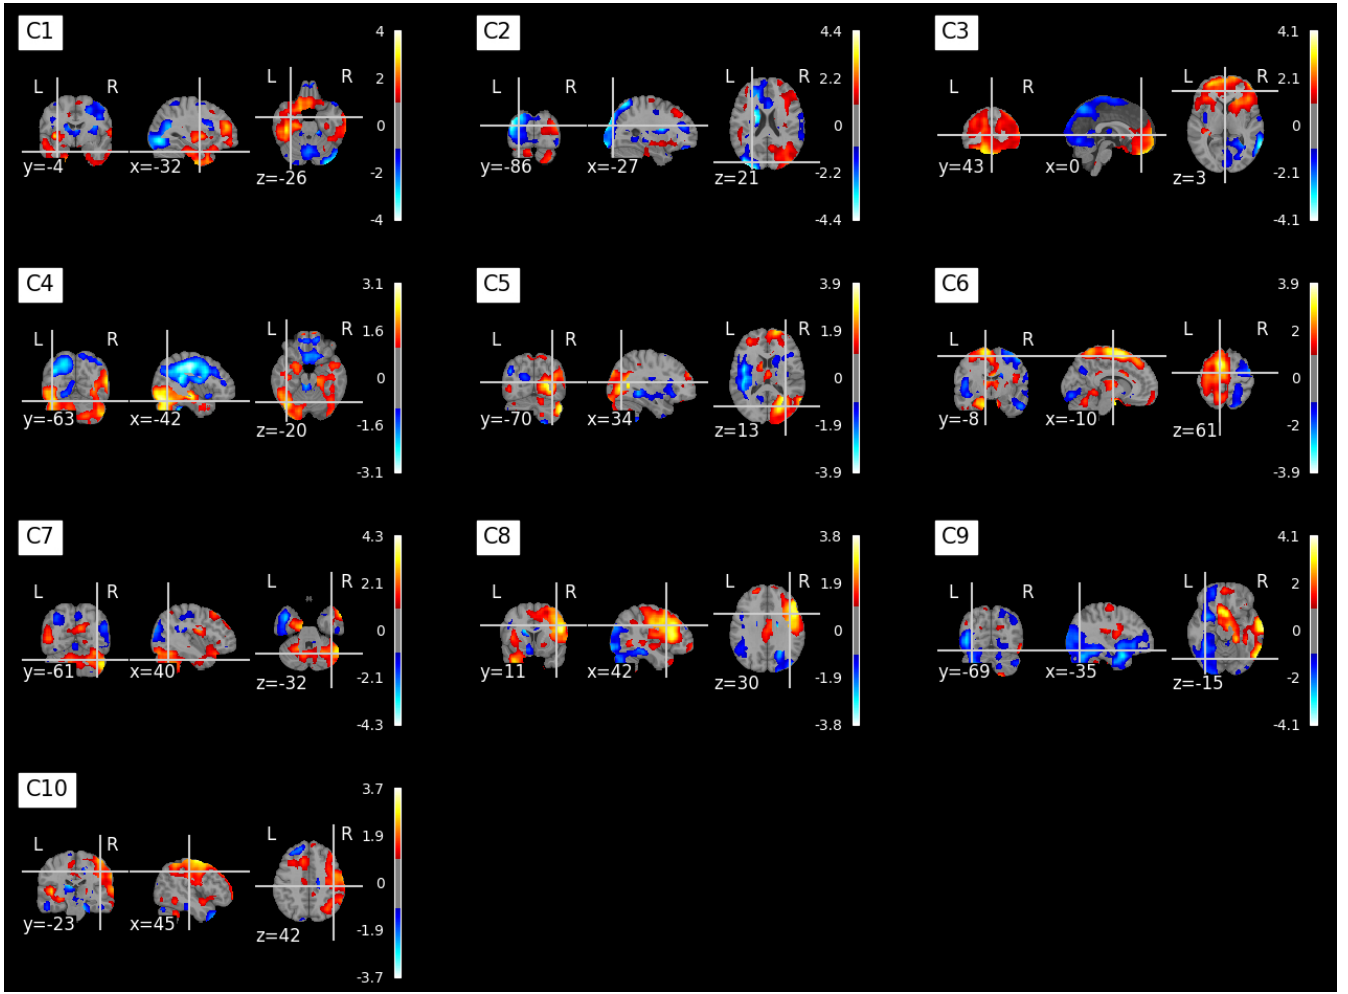 C1
L R L R
y=-4 x=-32 z=-26
4
2
0
-2
-4
C2
L R L R
y=-86 x=-27 z=21
4.4
2.2
0
-2.2
-4.4
C3
L R L R
y=43 x=0 z=3
4.1
2.1
0
-2.1
-4.1
C4
L R L R
y=-63 x=-42 z=-20
3.1
1.6
0
-1.6
-3.1
C5
L R L R
y=-70 x=34 z=13
3.9
1.9
0
-1.9
-3.9
C6
L R L R
y=-8 x=-10 z=61
3.9
2
0
-2
-3.9
C7
L R L R
y=-61 x=40 z=-32
4.3
2.1
0
-2.1
-4.3
C8
L R L R
y=11 x=42 z=30
3.8
1.9
0
-1.9
-3.8
C9
L R L R
y=-69 x=-35 z=-15
4.1
2
0
-2
-4.1
C10
L R L R
y=-23 x=45 z=42
3.7
1.9
0
-1.9
-3.7